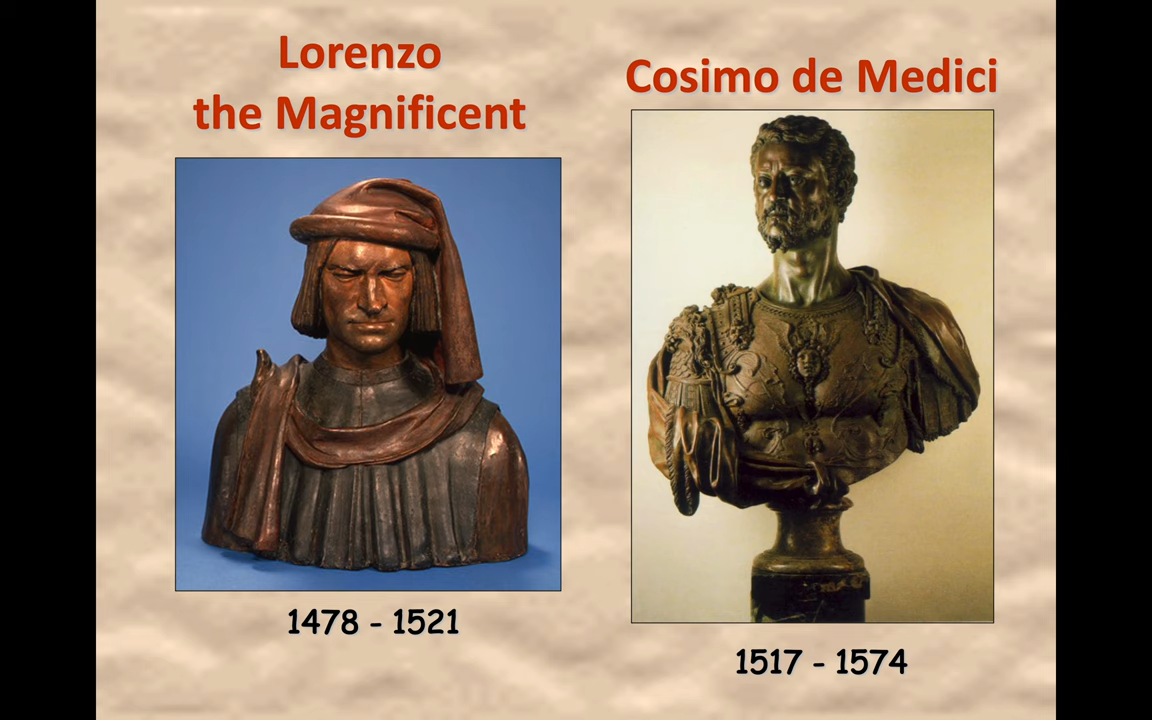 Lorenzo
the Magnificent
Cosimo de Medici
1478 - 1521
1517 - 1574